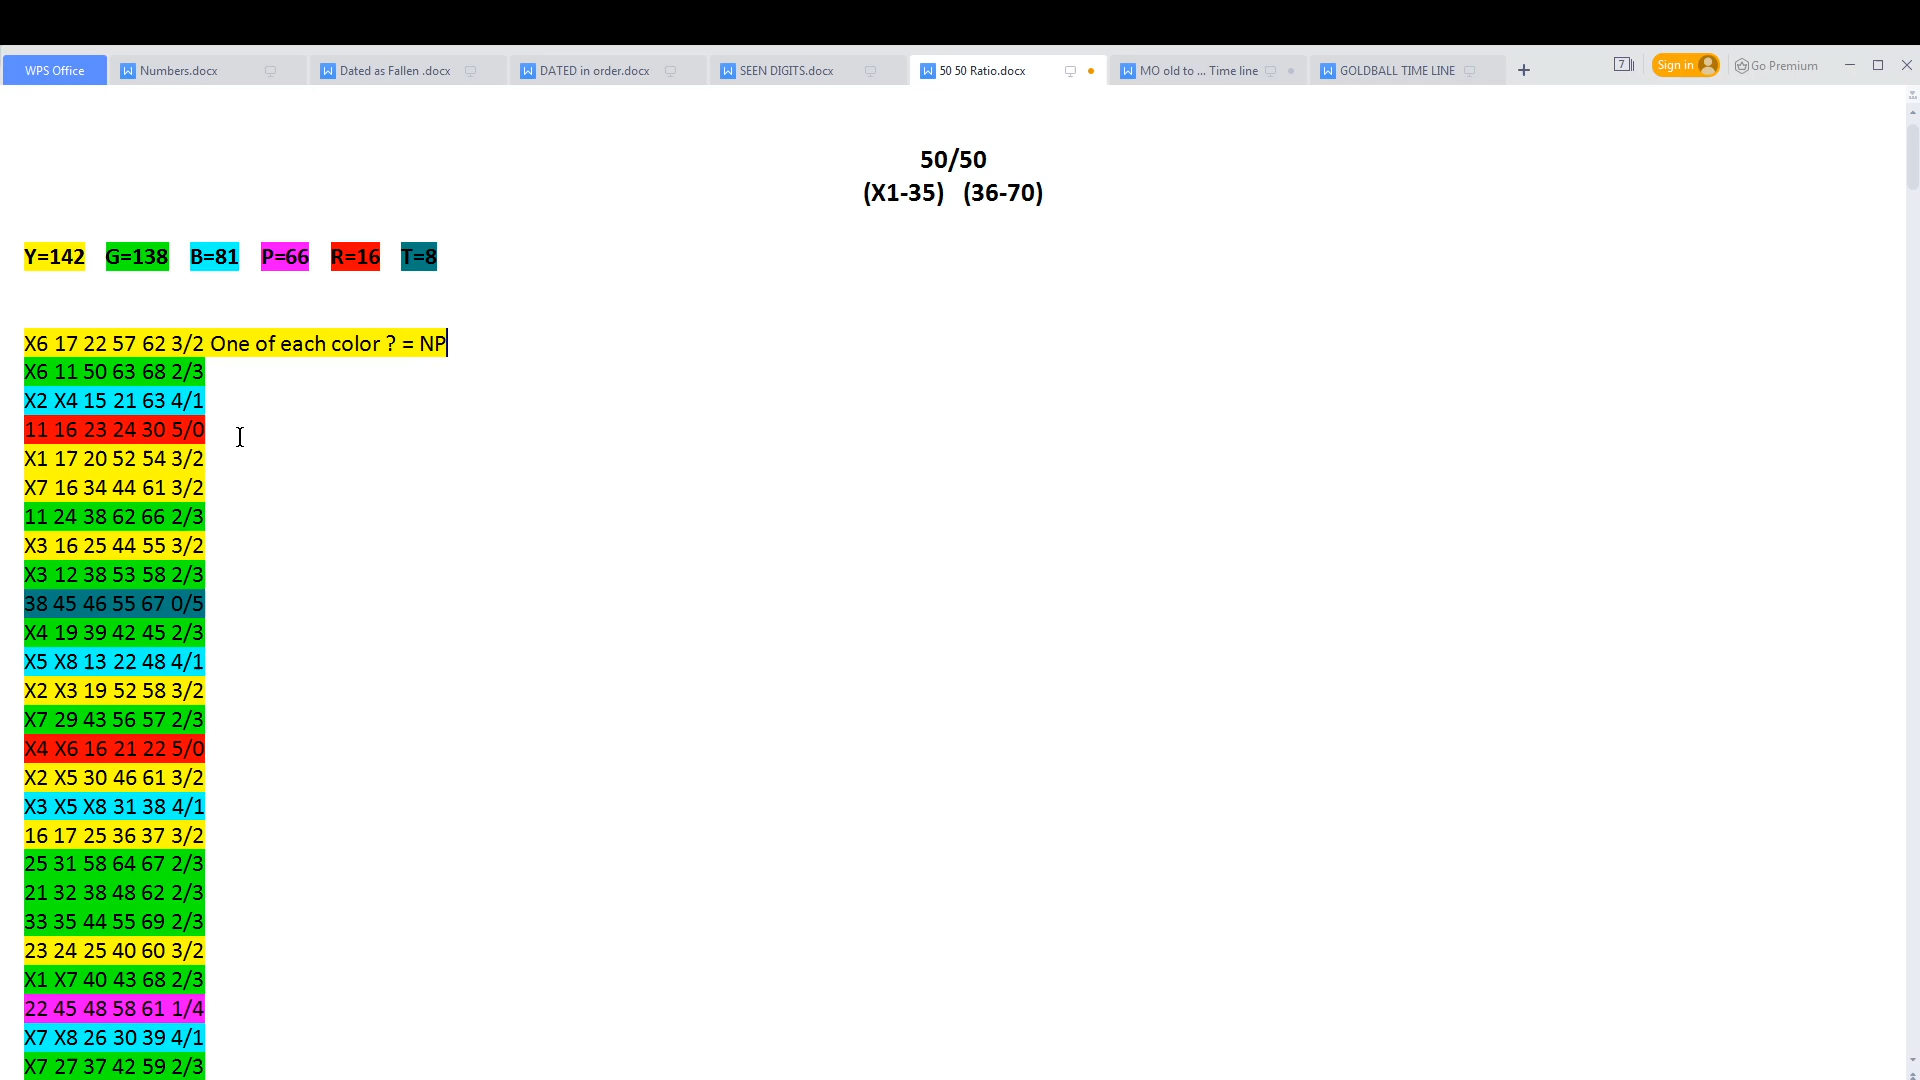 WPS Office Numbers.docx Dated as Fallen .docx DATED in order.docx SEEN DIGITS.docx 50 50 Ratio.docx MO old to ... Time line GOLDBALL TIME LINE 7 Sign in Go Premium
50/50
(X1-35) (36-70)
Y=142 G=138 B=81 P=66 R=16 T=8
X6 17 22 57 62 3/2 One of each color ? = NP
X6 11 50 63 68 2/3
X2 X4 15 21 63 4/1
11 16 23 24 30 5/0
X1 17 20 52 54 3/2
X7 16 34 44 61 3/2
11 24 38 62 66 2/3
X3 16 25 44 55 3/2
X3 12 38 53 58 2/3
38 45 46 55 67 0/5
X4 19 39 42 45 2/3
X5 X8 13 22 48 4/1
X2 X3 19 52 58 3/2
X7 29 43 56 57 2/3
X4 X6 16 21 22 5/0
X2 X5 30 46 61 3/2
X3 X5 X8 31 38 4/1
16 17 25 36 37 3/2
25 31 58 64 67 2/3
21 32 38 48 62 2/3
33 35 44 55 69 2/3
23 24 25 40 60 3/2
X1 X7 40 43 68 2/3
22 45 48 58 61 1/4
X7 X8 26 30 39 4/1
X7 27 37 42 59 2/3